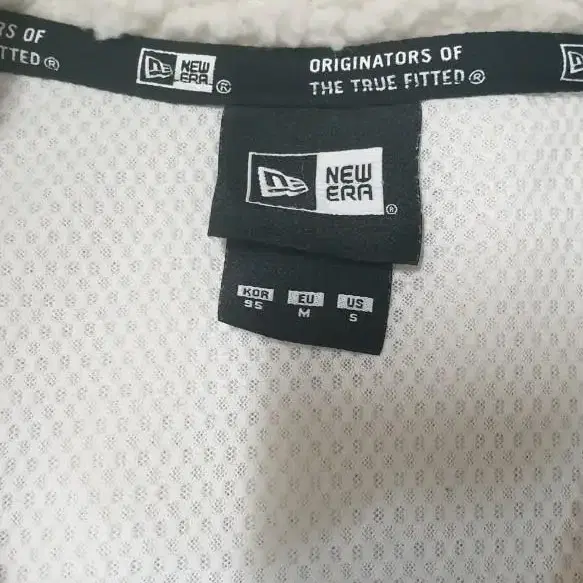 RS OF
TTED®
NEW
ERA®
ORIGINATORS OF
THE TRUE FITTED®
NEW
ERA®
KOR EU US
95 M S